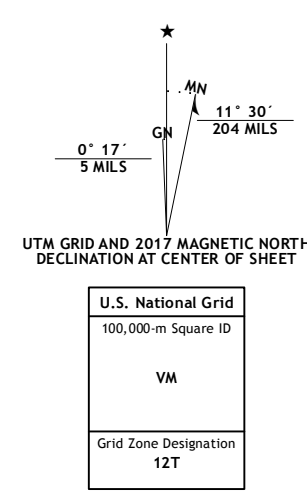 ★
MN
GN
11° 30´
204 MILS
0° 17´
5 MILS
UTM GRID AND 2017 MAGNETIC NORTH
DECLINATION AT CENTER OF SHEET
U.S. National Grid
100,000-m Square ID
VM
Grid Zone Designation
12T